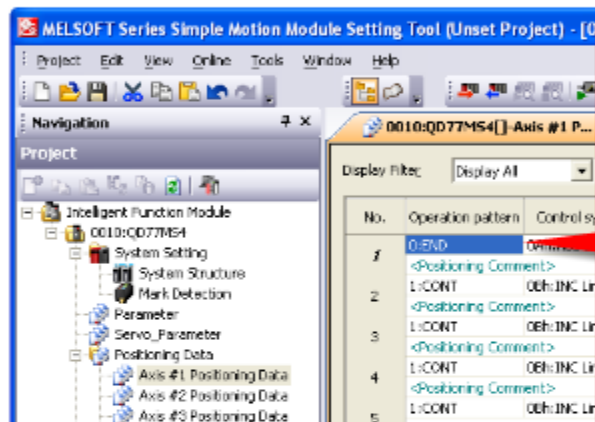 MELSOFT Series Simple Motion Module Setting Tool (Unset Project) - [0
Project Edit View Online Tools Window Help
Navigation
0010:QD77MS4[]-Axis #1 P...
Project
Display Filter Display All
Intelligent Function Module
0010:QD77MS4
System Setting
System Structure
Mark Detection
Parameter
Servo_Parameter
Positioning Data
Axis #1 Positioning Data
Axis #2 Positioning Data
Axis #3 Positioning Data
No. Operation pattern Control sy
1 0:END
<Positioning Comment>
2 1:CONT 0Bh:INC Lin
<Positioning Comment>
3 1:CONT 0Bh:INC Lin
<Positioning Comment>
4 1:CONT 0Bh:INC Lin
<Positioning Comment>
5 1:CONT 0Bh:INC Lin